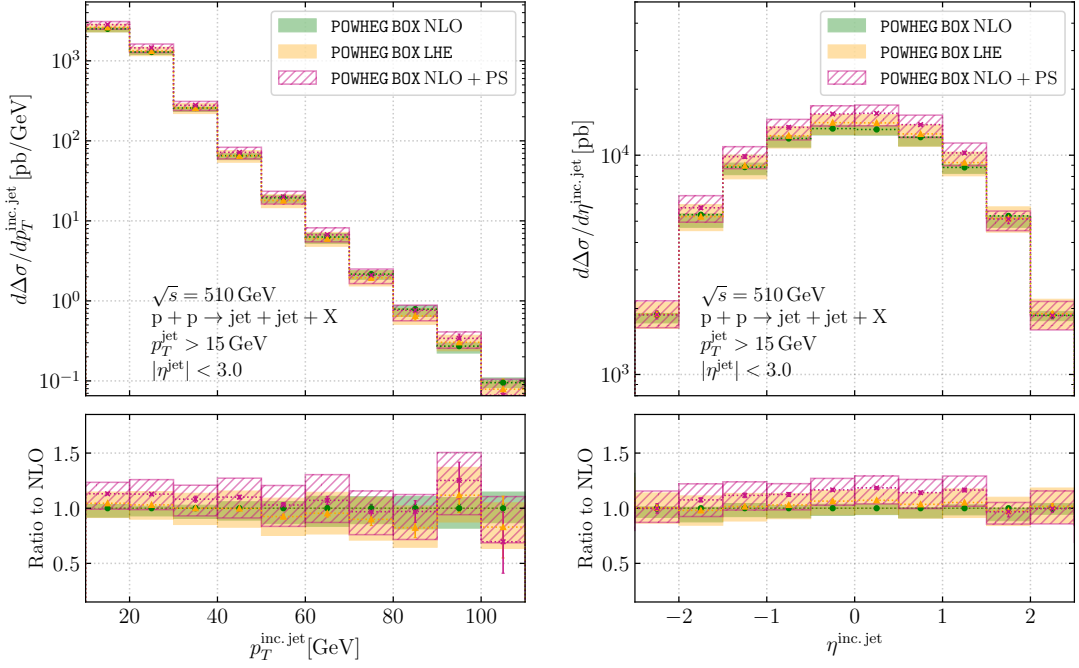 dΔσ/dp_T^{inc. jet} [pb/GeV]
10^3
10^2
10^1
10^0
10^{-1}
POWHEG BOX NLO
POWHEG BOX LHE
POWHEG BOX NLO + PS
√s = 510 GeV
p + p → jet + jet + X
p_T^{jet} > 15 GeV
|η^{jet}| < 3.0
Ratio to NLO
1.5
1.0
0.5
20 40 60 80 100
p_T^{inc. jet} [GeV]
dΔσ/dη^{inc. jet} [pb]
10^4
10^3
POWHEG BOX NLO
POWHEG BOX LHE
POWHEG BOX NLO + PS
√s = 510 GeV
p + p → jet + jet + X
p_T^{jet} > 15 GeV
|η^{jet}| < 3.0
Ratio to NLO
1.5
1.0
0.5
−2 −1 0 1 2
η^{inc. jet}